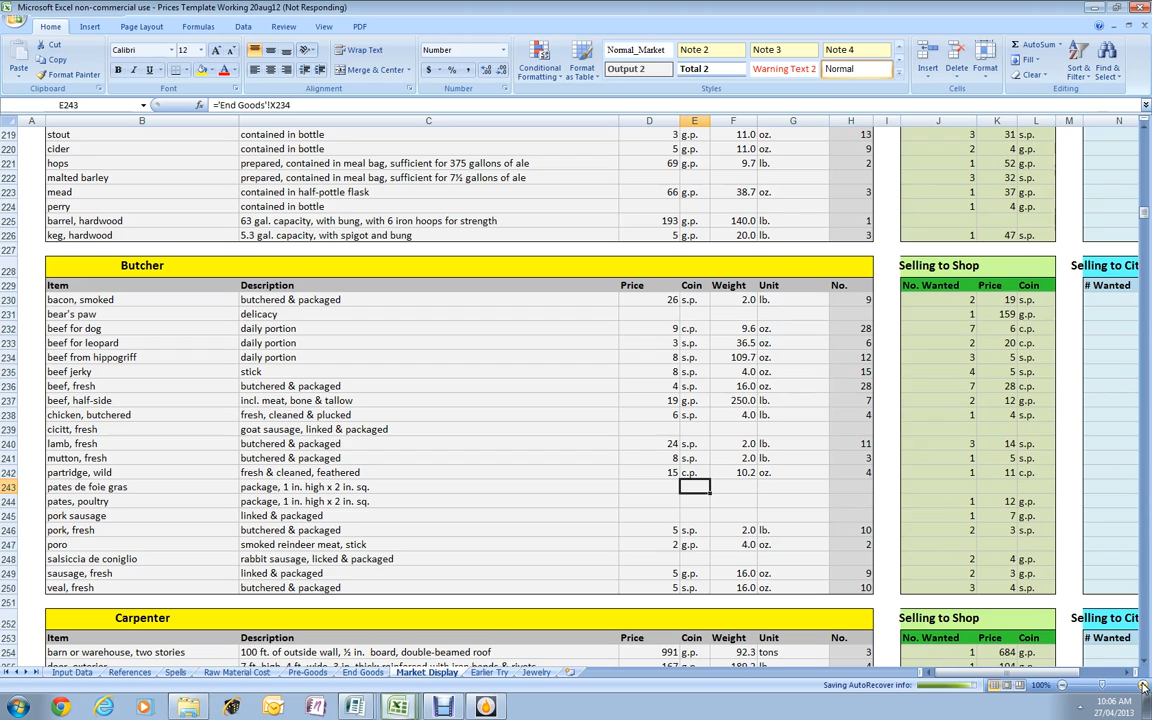 Microsoft Excel non-commercial use - Prices Template Working 20aug12 (Not Responding)
Home Insert Page Layout Formulas Data Review View PDF
Cut Calibri 12 Wrap Text Number Normal_Market Note 2 Note 3 Note 4 AutoSum
Copy Fill
Paste Format Painter Merge & Center Conditional Formatting Format as Table Output 2 Total 2 Warning Text 2 Normal Insert Delete Format Clear Sort & Filter Find & Select
Clipboard Font Alignment Number Styles Cells Editing
E243 fx ='End Goods'!X234
A B C D E F G H I J K L M N
219 stout contained in bottle 3 g.p. 11.0 oz. 13 3 31 s.p.
220 cider contained in bottle 5 g.p. 11.0 oz. 9 2 4 g.p.
221 hops prepared, contained in meal bag, sufficient for 375 gallons of ale 69 g.p. 9.7 lb. 2 1 52 g.p.
222 malted barley prepared, contained in meal bag, sufficient for 7½ gallons of ale 3 32 s.p.
223 mead contained in half-pottle flask 66 g.p. 38.7 oz. 3 1 37 g.p.
224 perry contained in bottle 1 4 g.p.
225 barrel, hardwood 63 gal. capacity, with bung, with 6 iron hoops for strength 193 g.p. 140.0 lb. 1
226 keg, hardwood 5.3 gal. capacity, with spigot and bung 5 g.p. 20.0 lb. 3 1 47 s.p.
227
228 Butcher Selling to Shop Selling to Cit
229 Item Description Price Coin Weight Unit No. No. Wanted Price Coin # Wanted
230 bacon, smoked butchered & packaged 26 s.p. 2.0 lb. 9 2 19 s.p.
231 bear's paw delicacy 1 159 g.p.
232 beef for dog daily portion 9 c.p. 9.6 oz. 28 7 6 c.p.
233 beef for leopard daily portion 3 s.p. 36.5 oz. 6 2 20 c.p.
234 beef from hippogriff daily portion 8 s.p. 109.7 oz. 12 3 5 s.p.
235 beef jerky stick 8 s.p. 4.0 oz. 15 4 5 s.p.
236 beef, fresh butchered & packaged 4 s.p. 16.0 oz. 28 7 28 c.p.
237 beef, half-side incl. meat, bone & tallow 19 g.p. 250.0 lb. 7 2 12 g.p.
238 chicken, butchered fresh, cleaned & plucked 6 s.p. 4 1 4 s.p.
239 cicitt, fresh goat sausage, linked & packaged
240 lamb, fresh butchered & packaged 24 s.p. 2.0 lb. 11 3 14 s.p.
241 mutton, fresh butchered & packaged 8 s.p. 2.0 lb. 3 1 5 s.p.
242 partridge, wild fresh & cleaned, feathered 15 c.p. 10.2 oz. 4 1 11 c.p.
243 pates de foie gras package, 1 in. high x 2 in. sq.
244 pates, poultry package, 1 in. high x 2 in. sq. 1 12 g.p.
245 pork sausage linked & packaged 1 7 g.p.
246 pork, fresh butchered & packaged 5 s.p. 2.0 lb. 10 2 3 s.p.
247 poro smoked reindeer meat, stick 2 g.p. 4.0 oz. 2
248 salsiccia de coniglio rabbit sausage, licked & packaged 2 4 g.p.
249 sausage, fresh linked & packaged 5 g.p. 16.0 oz. 9 2 3 g.p.
250 veal, fresh butchered & packaged 5 s.p. 16.0 oz. 10 3 4 s.p.
251
252 Carpenter Selling to Shop Selling to Cit
253 Item Description Price Coin Weight Unit No. No. Wanted Price Coin # Wanted
254 barn or warehouse, two stories 100 ft. of outside wall, ½ in. board, double-beamed roof 991 g.p. 92.3 tons 1 684 g.p.
Input Data References Spells Raw Material Cost Pre-Goods End Goods Market Display Earlier Try Jewelry
Saving AutoRecover info: 100%
10:06 AM
27/04/2013